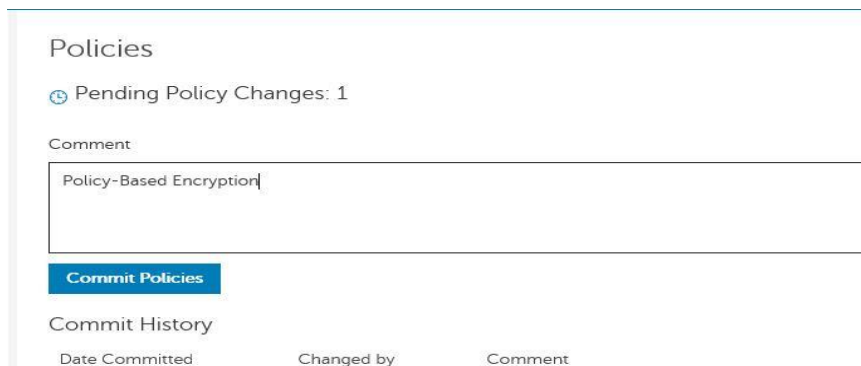 Policies
Pending Policy Changes: 1
Comment
Policy-Based Encryption
Commit Policies
Commit History
Date Committed Changed by Comment